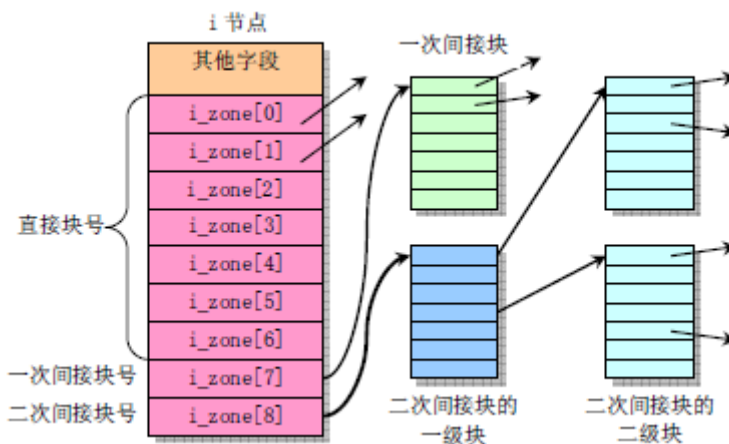 i 节点
其他字段
i_zone[0]
i_zone[1]
i_zone[2]
i_zone[3]
i_zone[4]
i_zone[5]
i_zone[6]
i_zone[7]
i_zone[8]
直接块号
一次间接块号
二次间接块号
一次间接块
二次间接块的
一级块
二次间接块的
二级块